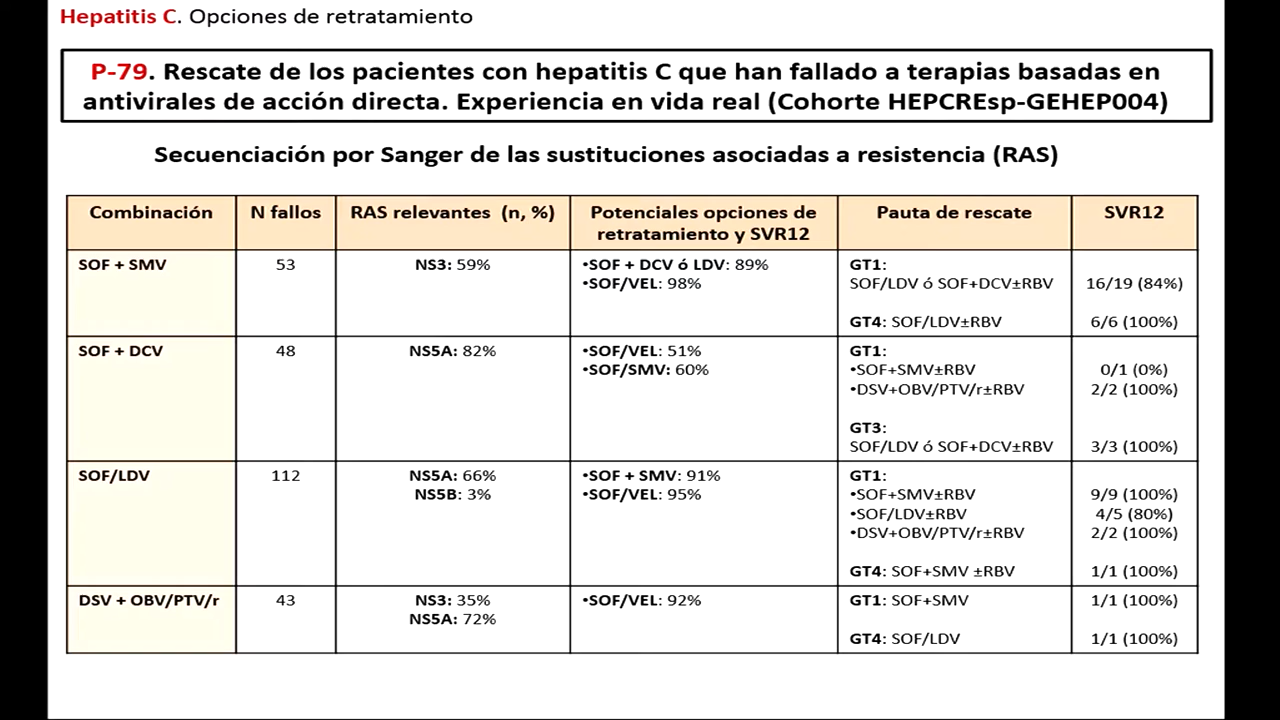 Hepatitis C. Opciones de retratamiento
P-79. Rescate de los pacientes con hepatitis C que han fallado a terapias basadas en
antivirales de acción directa. Experiencia en vida real (Cohorte HEPCREsp-GEHEP004)
Secuenciación por Sanger de las sustituciones asociadas a resistencia (RAS)
Combinación N fallos RAS relevantes (n, %) Potenciales opciones de Pauta de rescate SVR12
retratamiento y SVR12
SOF + SMV 53 NS3: 59% •SOF + DCV ó LDV: 89% GT1:
•SOF/VEL: 98% SOF/LDV ó SOF+DCV±RBV 16/19 (84%)
GT4: SOF/LDV±RBV 6/6 (100%)
SOF + DCV 48 NS5A: 82% •SOF/VEL: 51% GT1:
•SOF/SMV: 60% •SOF+SMV±RBV 0/1 (0%)
•DSV+OBV/PTV/r±RBV 2/2 (100%)
GT3:
SOF/LDV ó SOF+DCV±RBV 3/3 (100%)
SOF/LDV 112 NS5A: 66% •SOF + SMV: 91% GT1:
NS5B: 3% •SOF/VEL: 95% •SOF+SMV±RBV 9/9 (100%)
•SOF/LDV±RBV 4/5 (80%)
•DSV+OBV/PTV/r±RBV 2/2 (100%)
GT4: SOF+SMV ±RBV 1/1 (100%)
DSV + OBV/PTV/r 43 NS3: 35% •SOF/VEL: 92% GT1: SOF+SMV 1/1 (100%)
NS5A: 72%
GT4: SOF/LDV 1/1 (100%)